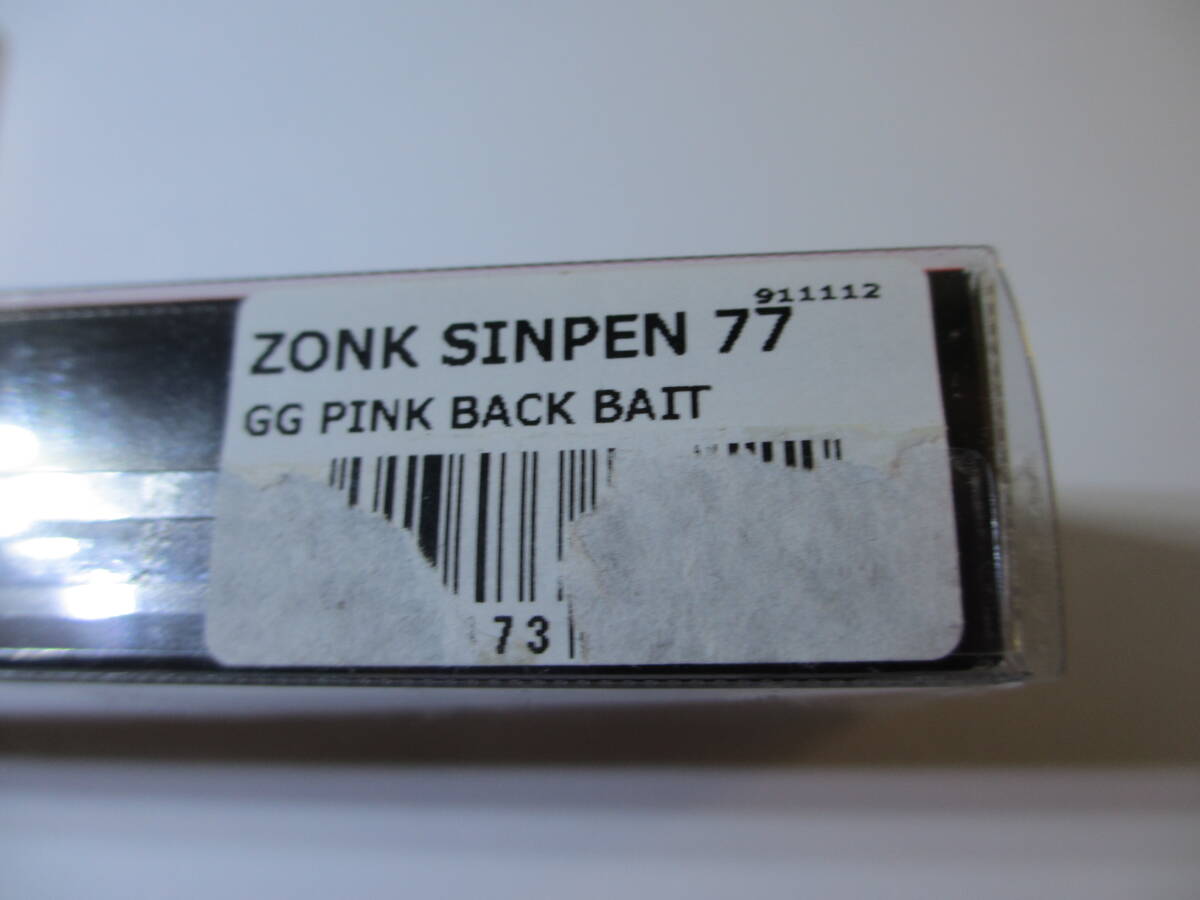 911112
ZONK SINPEN 77
GG PINK BACK BAIT
73